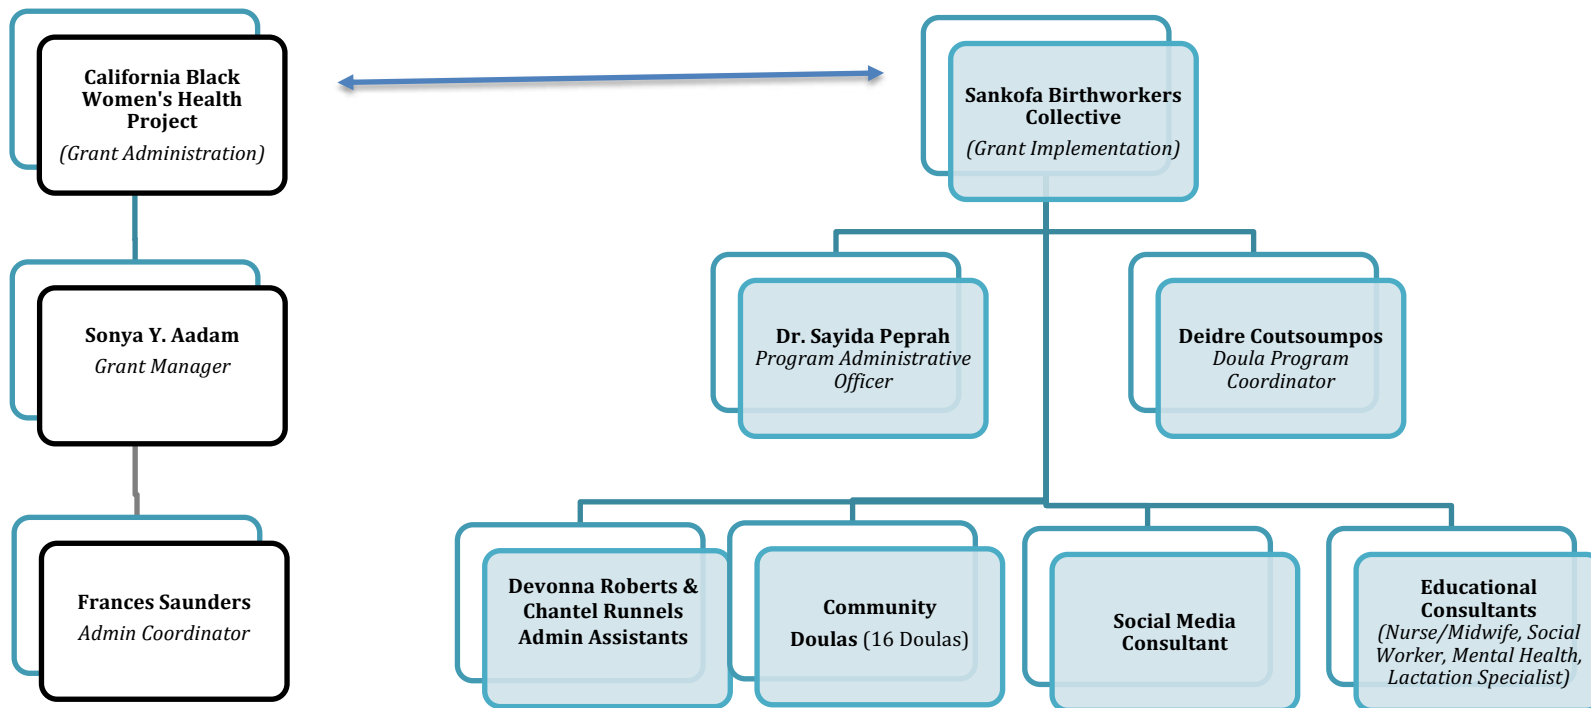 California Black
Women's Health
Project
(Grant Administration)
Sankofa Birthworkers
Collective
(Grant Implementation)
Sonya Y. Aadam
Grant Manager
Dr. Sayida Peprah
Program Administrative
Officer
Deidre Coutsoumpos
Doula Program
Coordinator
Frances Saunders
Admin Coordinator
Devonna Roberts &
Chantel Runnels
Admin Assistants
Community
Doulas (16 Doulas)
Social Media
Consultant
Educational
Consultants
(Nurse/Midwife, Social
Worker, Mental Health,
Lactation Specialist)